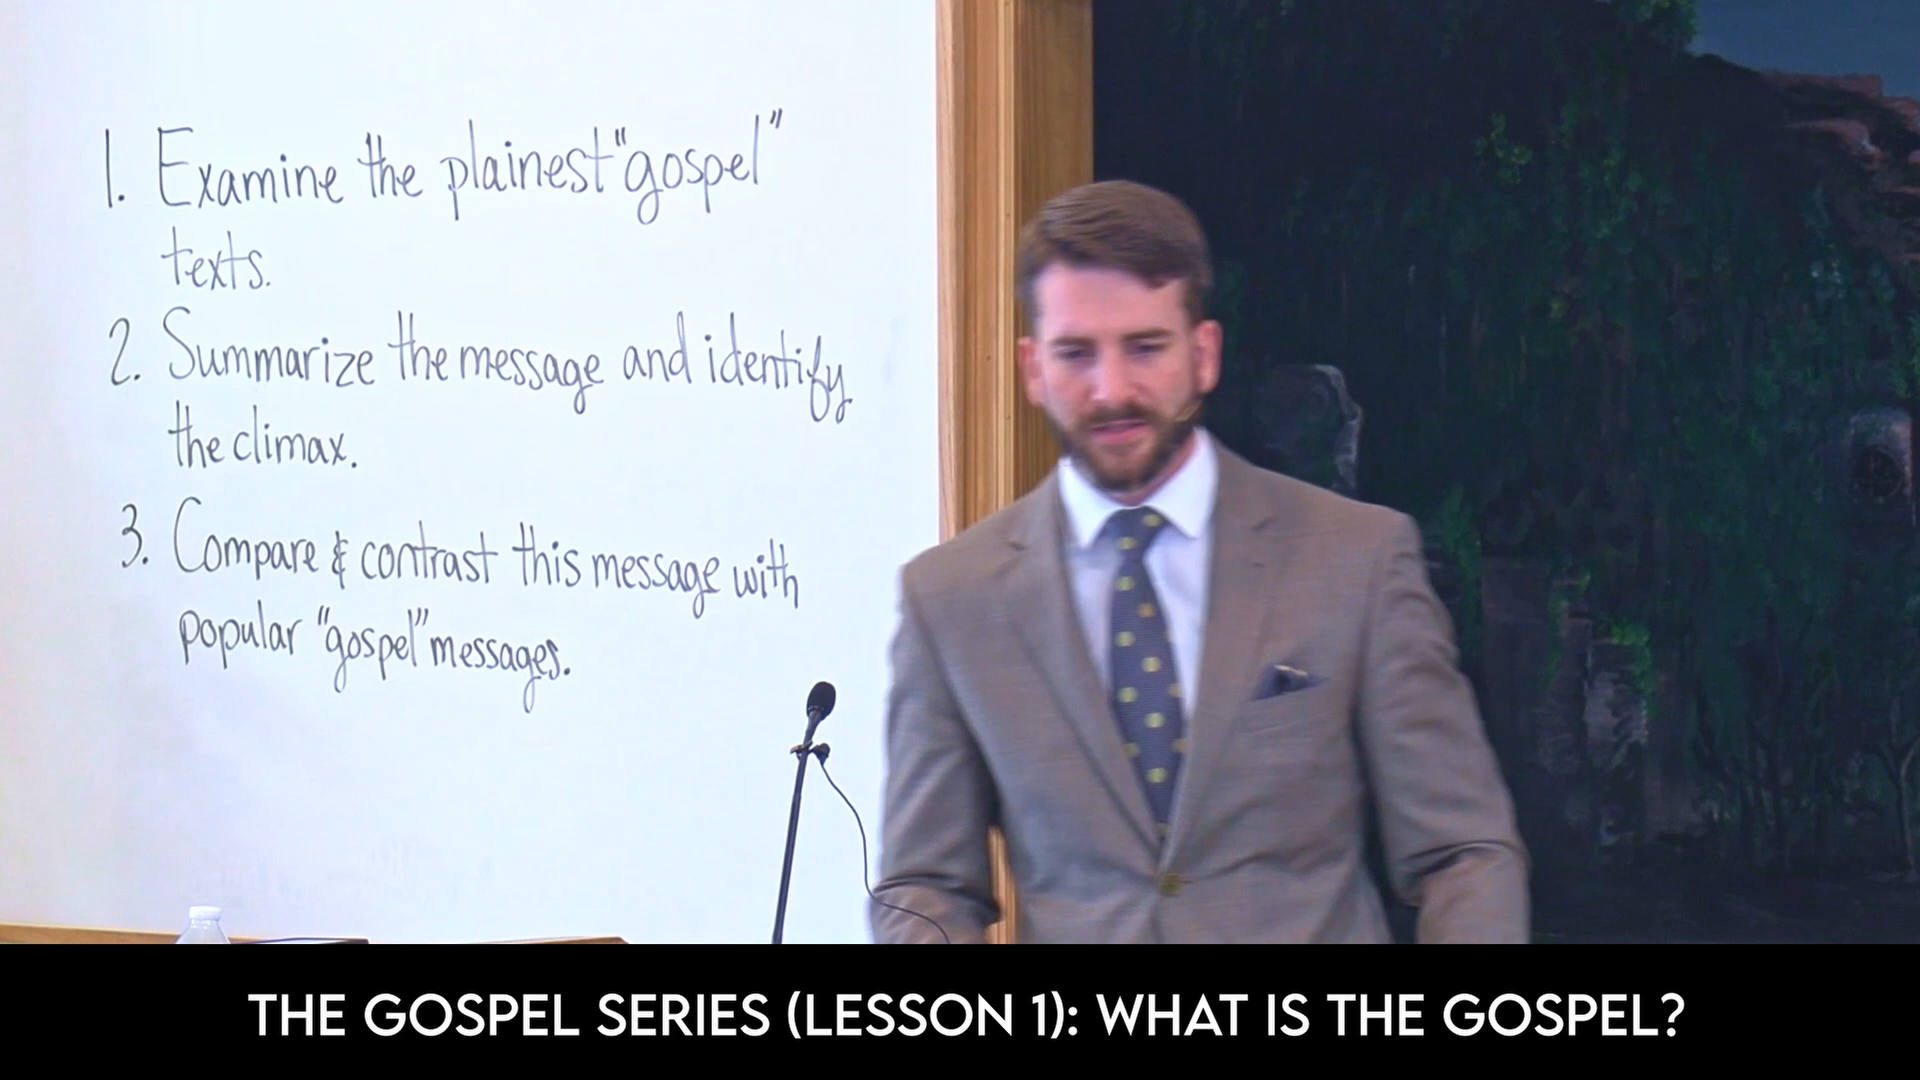 1. Examine the plainest "gospel"
texts.
2. Summarize the message and identify
the climax.
3. Compare & contrast this message with
popular "gospel" messages.
THE GOSPEL SERIES (LESSON 1): WHAT IS THE GOSPEL?